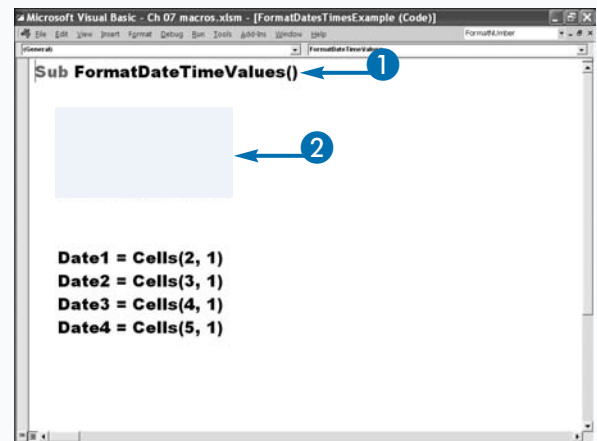 Microsoft Visual Basic - Ch 07 macros.xlsm - [FormatDatesTimesExample (Code)]
File Edit View Insert Format Debug Run Tools Add-Ins Window Help
FormatNumber
(General)
FormatDateTimeValues
Sub FormatDateTimeValues()
1
2
Date1 = Cells(2, 1)
Date2 = Cells(3, 1)
Date3 = Cells(4, 1)
Date4 = Cells(5, 1)